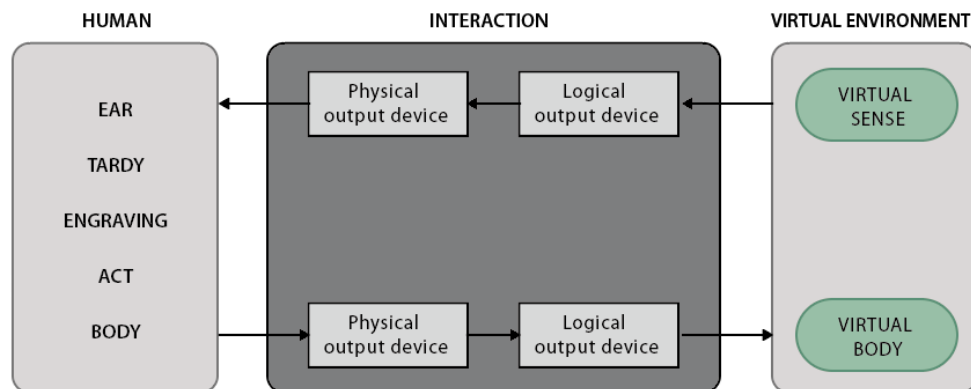 HUMAN
INTERACTION
VIRTUAL ENVIRONMENT
EAR
TARDY
ENGRAVING
ACT
BODY
Physical
output device
Logical
output device
VIRTUAL
SENSE
Physical
output device
Logical
output device
VIRTUAL
BODY